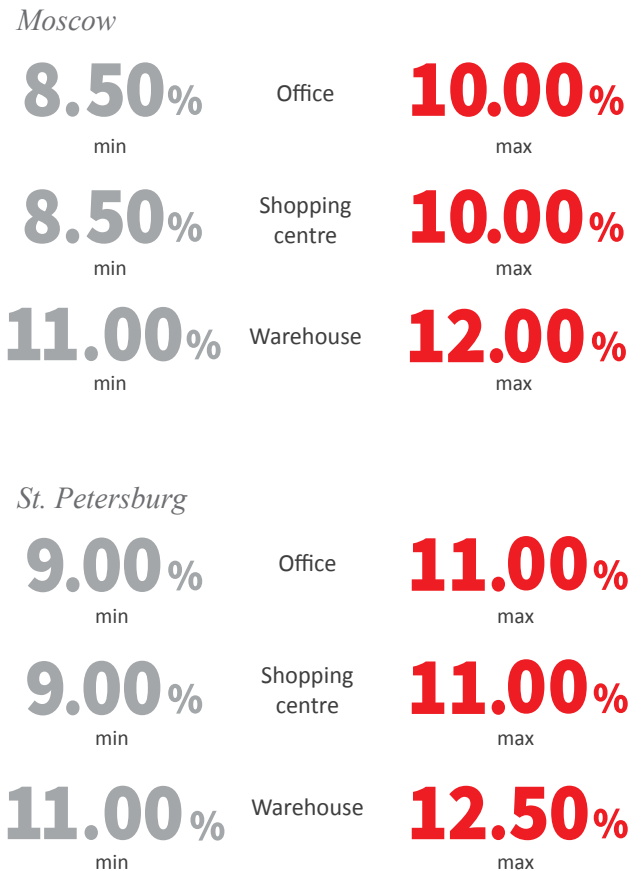 Moscow
8.50% Office 10.00%
min max
8.50% Shopping centre 10.00%
min max
11.00% Warehouse 12.00%
min max
St. Petersburg
9.00% Office 11.00%
min max
9.00% Shopping centre 11.00%
min max
11.00% Warehouse 12.50%
min max